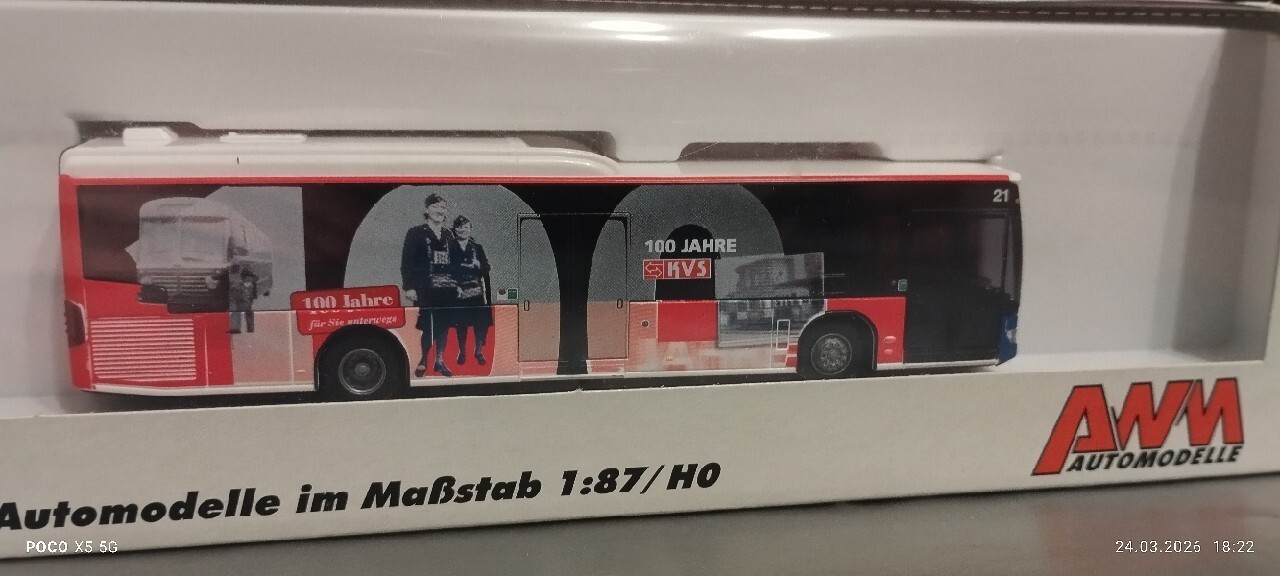 21
100 JAHRE
KVS
100 Jahre
für Sie unterwegs
Automodelle im Maßstab 1:87/H0
AWM
AUTOMODELLE
POCO X5 5G
24.03.2026 18:22